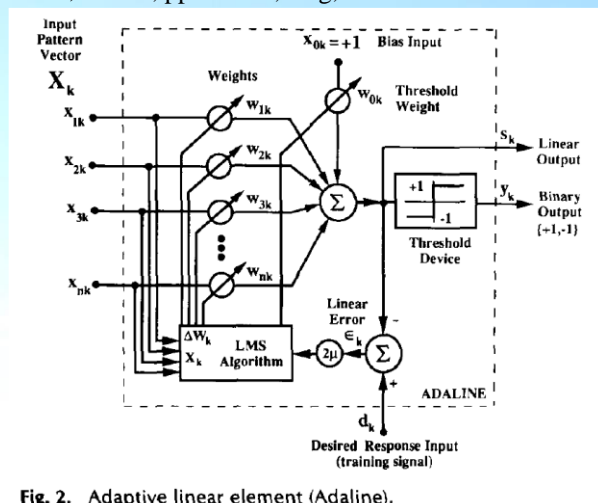 Input
Pattern
Vector
X_k
x_0k = +1 Bias Input
Weights
Threshold
Weight
w_0k
x_1k
w_1k
x_2k
w_2k
x_3k
w_3k
x_nk
w_nk
Σ
s_k Linear
Output
+1
-1
Threshold
Device
y_k Binary
Output
{+1,-1}
Linear
Error
∈_k
-
ΔW_k
X_k
LMS
Algorithm
2μ
Σ
+
ADALINE
d_k
Desired Response Input
(training signal)
Fig. 2. Adaptive linear element (Adaline).